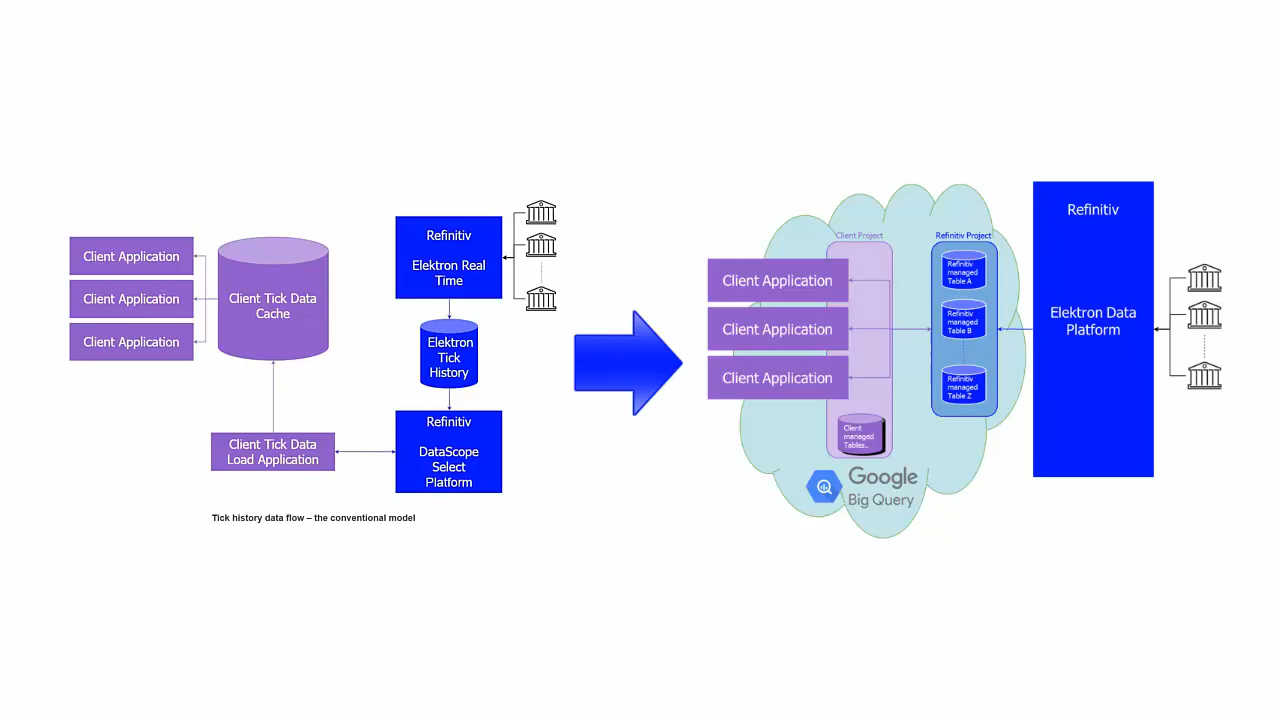 Client Application
Client Application
Client Application
Client Tick Data
Cache
Client Tick Data
Load Application
Refinitiv
Elektron Real
Time
Elektron
Tick
History
Refinitiv
DataScope
Select
Platform
Tick history data flow – the conventional model
Client Project
Refinitiv Project
Client Application
Client Application
Client Application
Client
managed
Tables..
Refinitiv
managed
Table A
Refinitiv
managed
Table B
Refinitiv
managed
Table Z
Google
Big Query
Refinitiv
Elektron Data
Platform